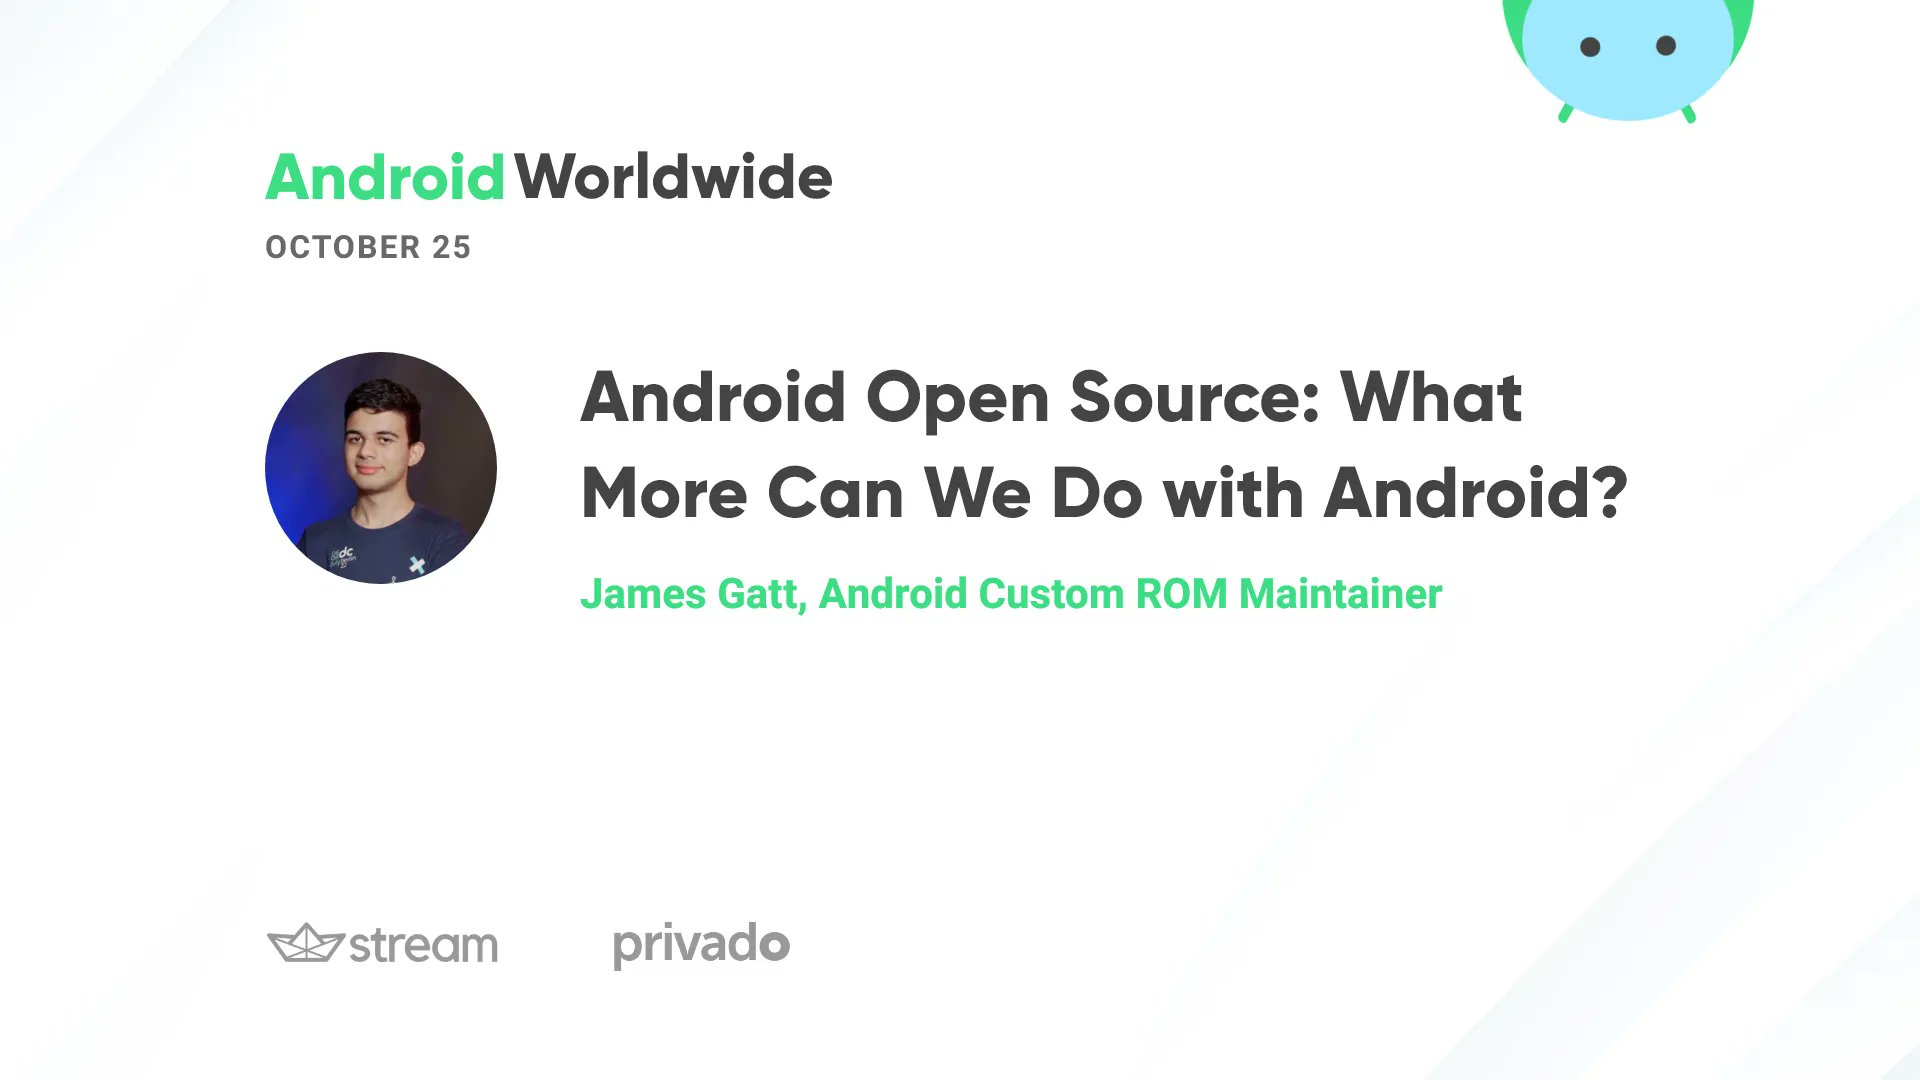 Android Worldwide
OCTOBER 25
Android Open Source: What
More Can We Do with Android?
James Gatt, Android Custom ROM Maintainer
dc
stream
privado